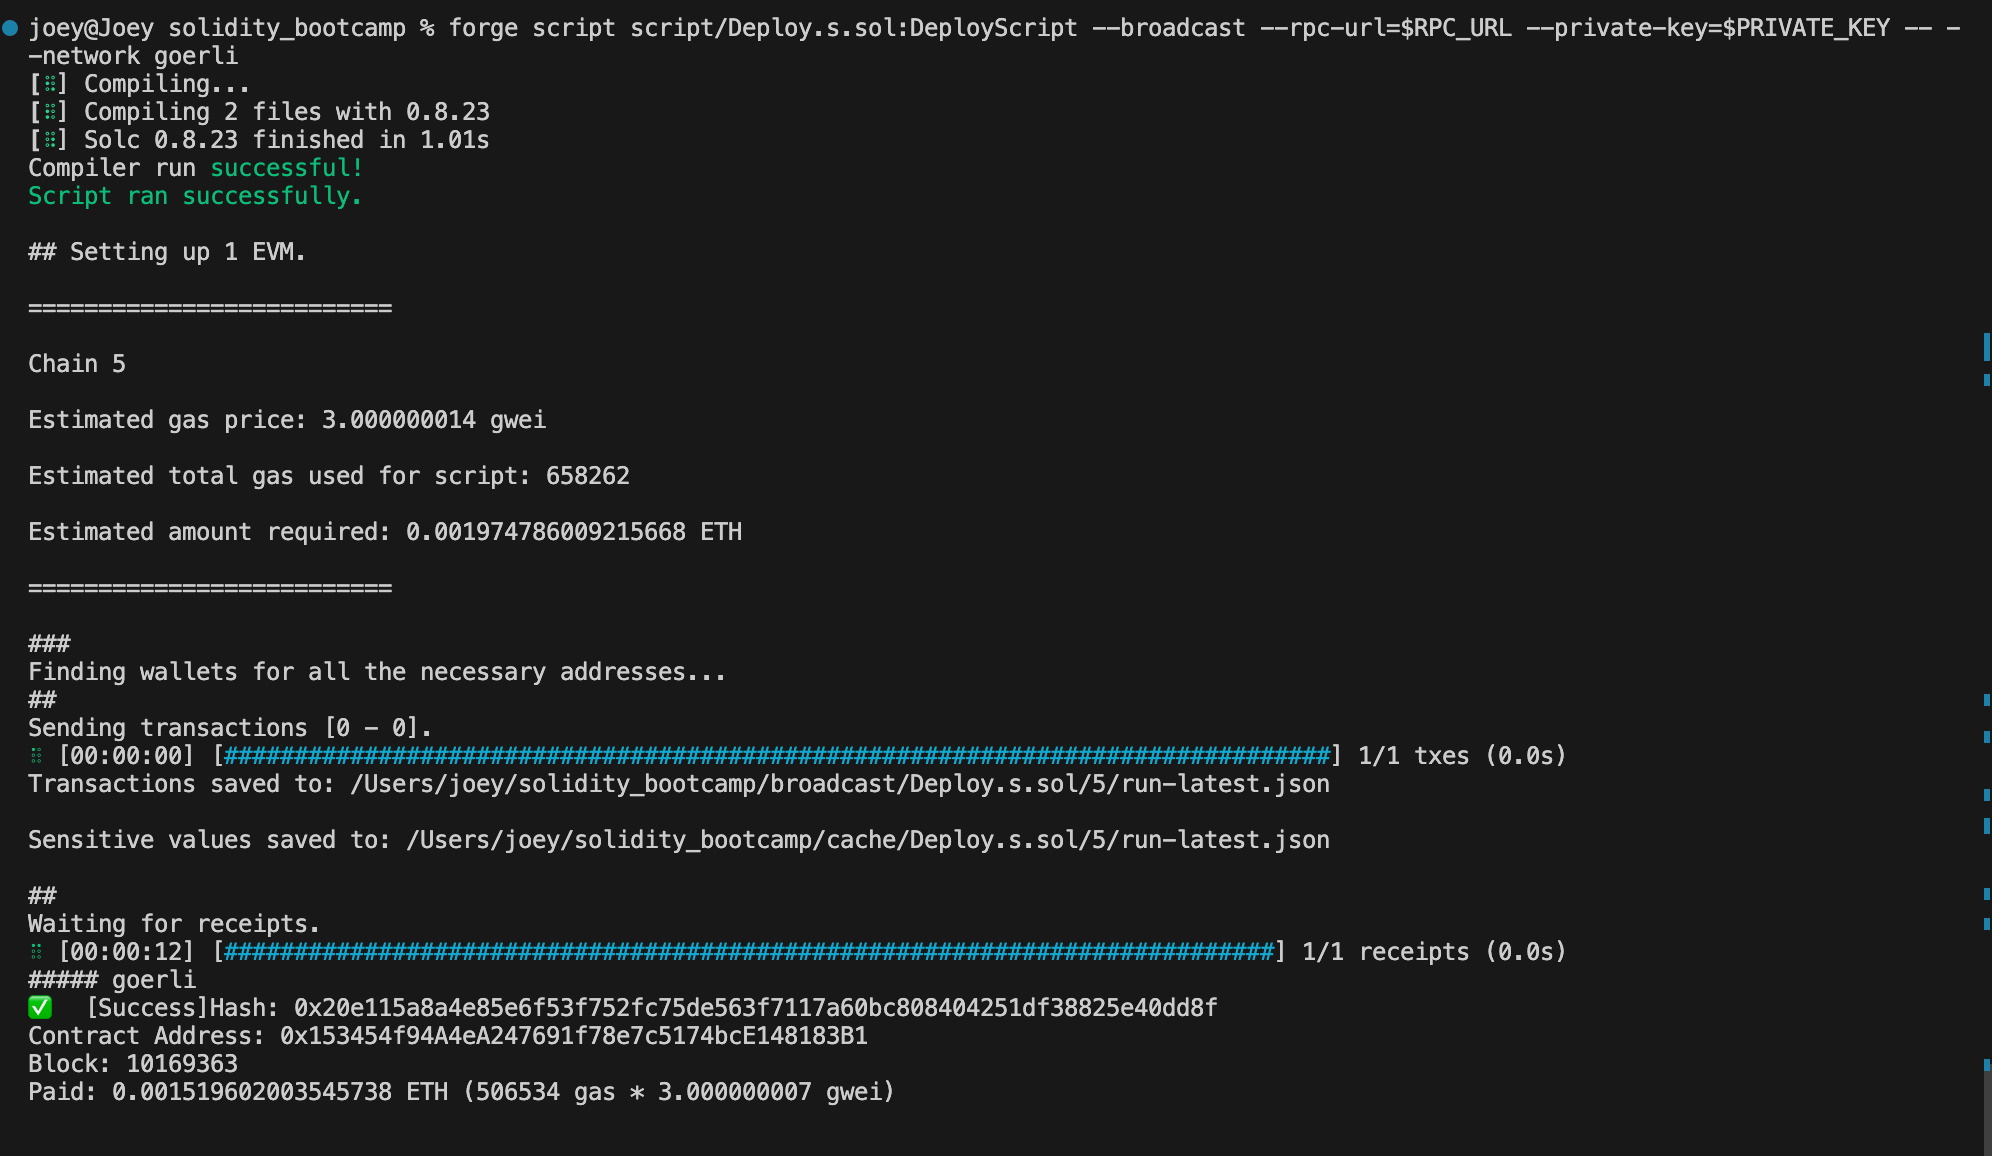 joey@Joey solidity_bootcamp % forge script script/Deploy.s.sol:DeployScript --broadcast --rpc-url=$RPC_URL --private-key=$PRIVATE_KEY -- -
-network goerli
[⠿] Compiling...
[⠿] Compiling 2 files with 0.8.23
[⠿] Solc 0.8.23 finished in 1.01s
Compiler run successful!
Script ran successfully.
## Setting up 1 EVM.
==========================
Chain 5
Estimated gas price: 3.000000014 gwei
Estimated total gas used for script: 658262
Estimated amount required: 0.001974786009215668 ETH
==========================
###
Finding wallets for all the necessary addresses...
##
Sending transactions [0 - 0].
⠁ [00:00:00] [###############################################################################] 1/1 txes (0.0s)
Transactions saved to: /Users/joey/solidity_bootcamp/broadcast/Deploy.s.sol/5/run-latest.json
Sensitive values saved to: /Users/joey/solidity_bootcamp/cache/Deploy.s.sol/5/run-latest.json
##
Waiting for receipts.
⠉ [00:00:12] [###########################################################################] 1/1 receipts (0.0s)
##### goerli
✅  [Success]Hash: 0x20e115a8a4e85e6f53f752fc75de563f7117a60bc808404251df38825e40dd8f
Contract Address: 0x153454f94A4eA247691f78e7c5174bcE148183B1
Block: 10169363
Paid: 0.001519602003545738 ETH (506534 gas * 3.000000007 gwei)